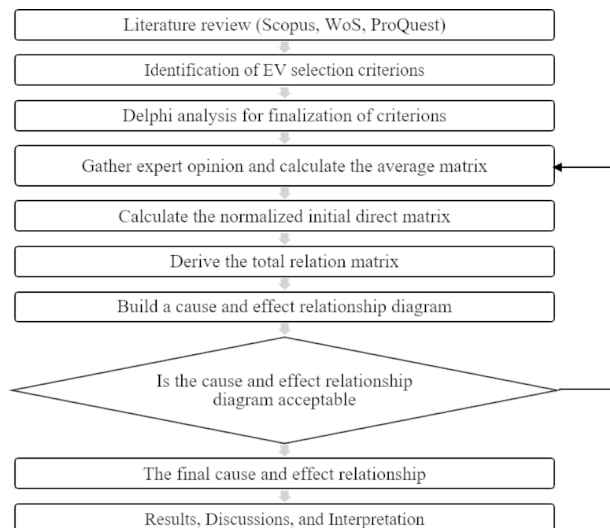 Literature review (Scopus, WoS, ProQuest)
Identification of EV selection criterions
Delphi analysis for finalization of criterions
Gather expert opinion and calculate the average matrix
Calculate the normalized initial direct matrix
Derive the total relation matrix
Build a cause and effect relationship diagram
Is the cause and effect relationship
diagram acceptable
The final cause and effect relationship
Results, Discussions, and Interpretation